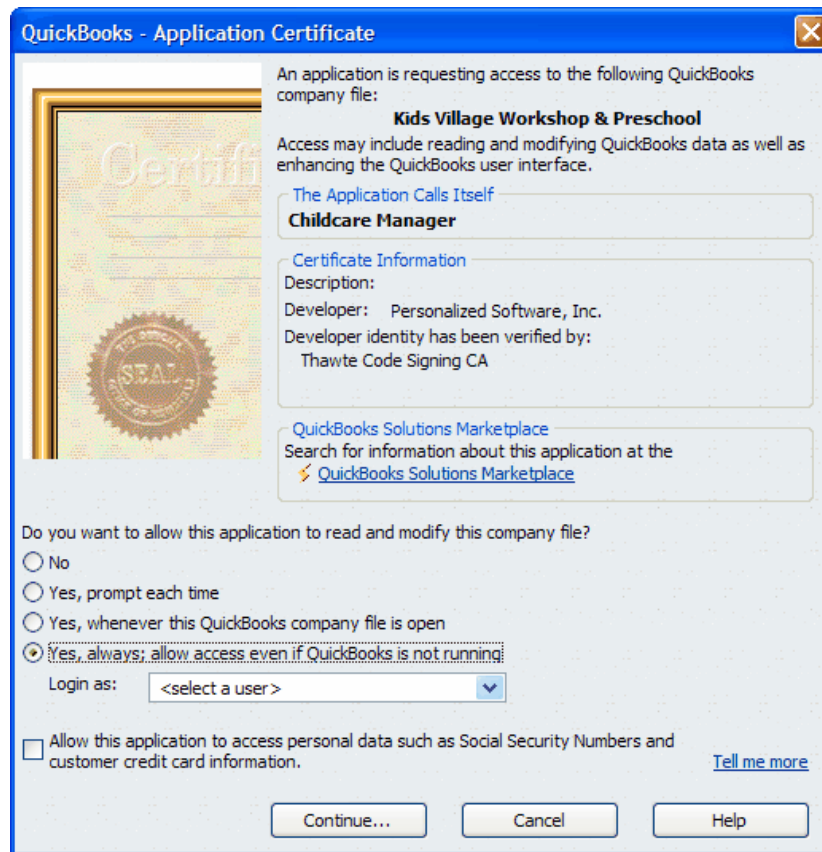 QuickBooks - Application Certificate
An application is requesting access to the following QuickBooks
company file:
Kids Village Workshop & Preschool
Access may include reading and modifying QuickBooks data as well as
enhancing the QuickBooks user interface.
The Application Calls Itself
Childcare Manager
Certificate Information
Description:
Developer: Personalized Software, Inc.
Developer identity has been verified by:
Thawte Code Signing CA
QuickBooks Solutions Marketplace
Search for information about this application at the
QuickBooks Solutions Marketplace
Certifi
SEAL
Do you want to allow this application to read and modify this company file?
No
Yes, prompt each time
Yes, whenever this QuickBooks company file is open
Yes, always; allow access even if QuickBooks is not running
Login as: <select a user>
Allow this application to access personal data such as Social Security Numbers and
customer credit card information.
Tell me more
Continue...
Cancel
Help